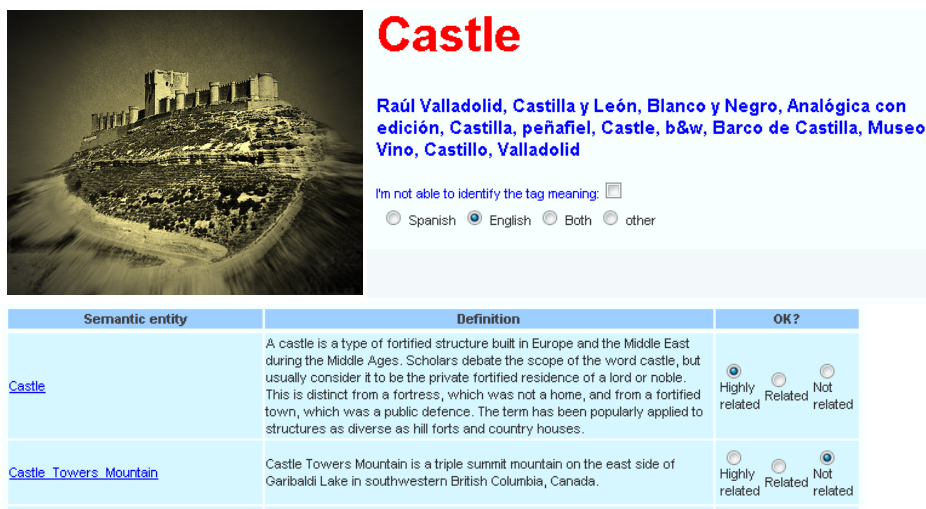 Castle
Raúl Valladolid, Castilla y León, Blanco y Negro, Analógica con
edición, Castilla, peñafiel, Castle, b&w, Barco de Castilla, Museo
Vino, Castillo, Valladolid
I'm not able to identify the tag meaning:
Spanish English Both other
Semantic entity Definition OK?
Castle
A castle is a type of fortified structure built in Europe and the Middle East
during the Middle Ages. Scholars debate the scope of the word castle, but
usually consider it to be the private fortified residence of a lord or noble.
This is distinct from a fortress, which was not a home, and from a fortified
town, which was a public defence. The term has been popularly applied to
structures as diverse as hill forts and country houses.
Highly related Related Not related
Castle Towers Mountain
Castle Towers Mountain is a triple summit mountain on the east side of
Garibaldi Lake in southwestern British Columbia, Canada.
Highly related Related Not related